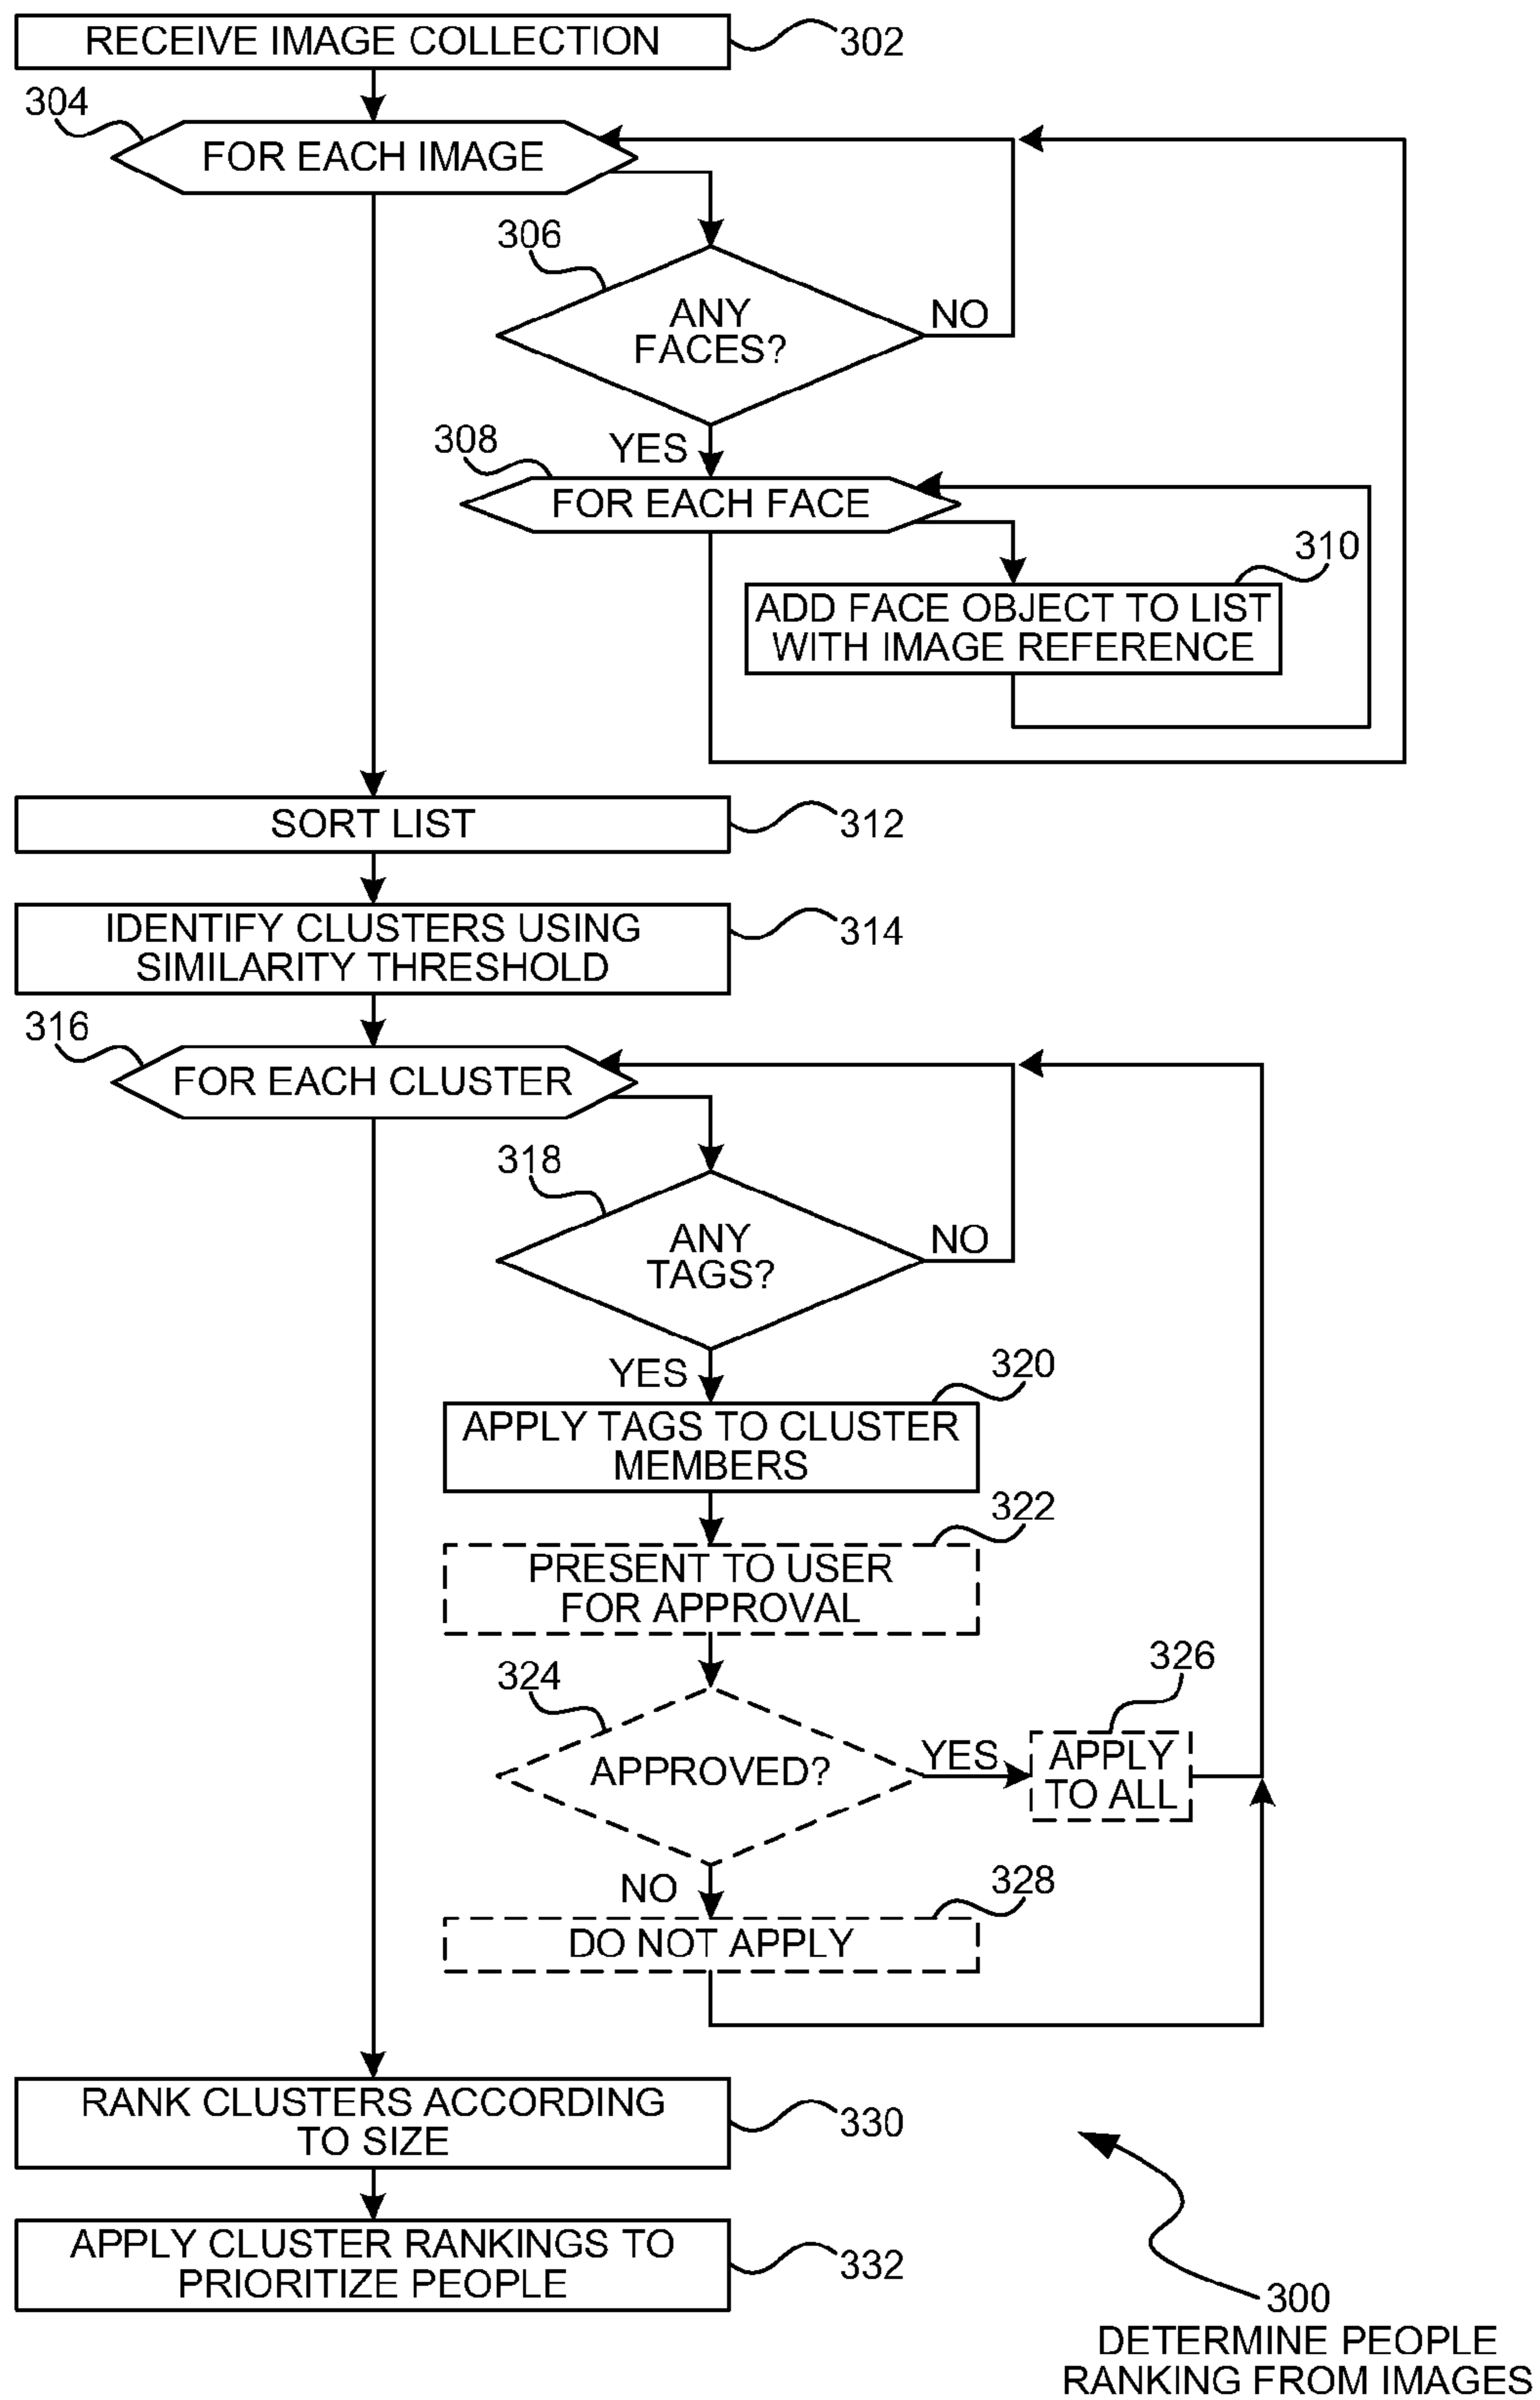 RECEIVE IMAGE COLLECTION
302
304
FOR EACH IMAGE
306
ANY
FACES?
NO
YES
308
FOR EACH FACE
310
ADD FACE OBJECT TO LIST
WITH IMAGE REFERENCE
SORT LIST
312
IDENTIFY CLUSTERS USING
SIMILARITY THRESHOLD
314
316
FOR EACH CLUSTER
318
ANY
TAGS?
NO
YES
320
APPLY TAGS TO CLUSTER
MEMBERS
322
PRESENT TO USER
FOR APPROVAL
324
APPROVED?
YES
326
APPLY
TO ALL
NO
328
DO NOT APPLY
RANK CLUSTERS ACCORDING
TO SIZE
330
APPLY CLUSTER RANKINGS TO
PRIORITIZE PEOPLE
332
300
DETERMINE PEOPLE
RANKING FROM IMAGES